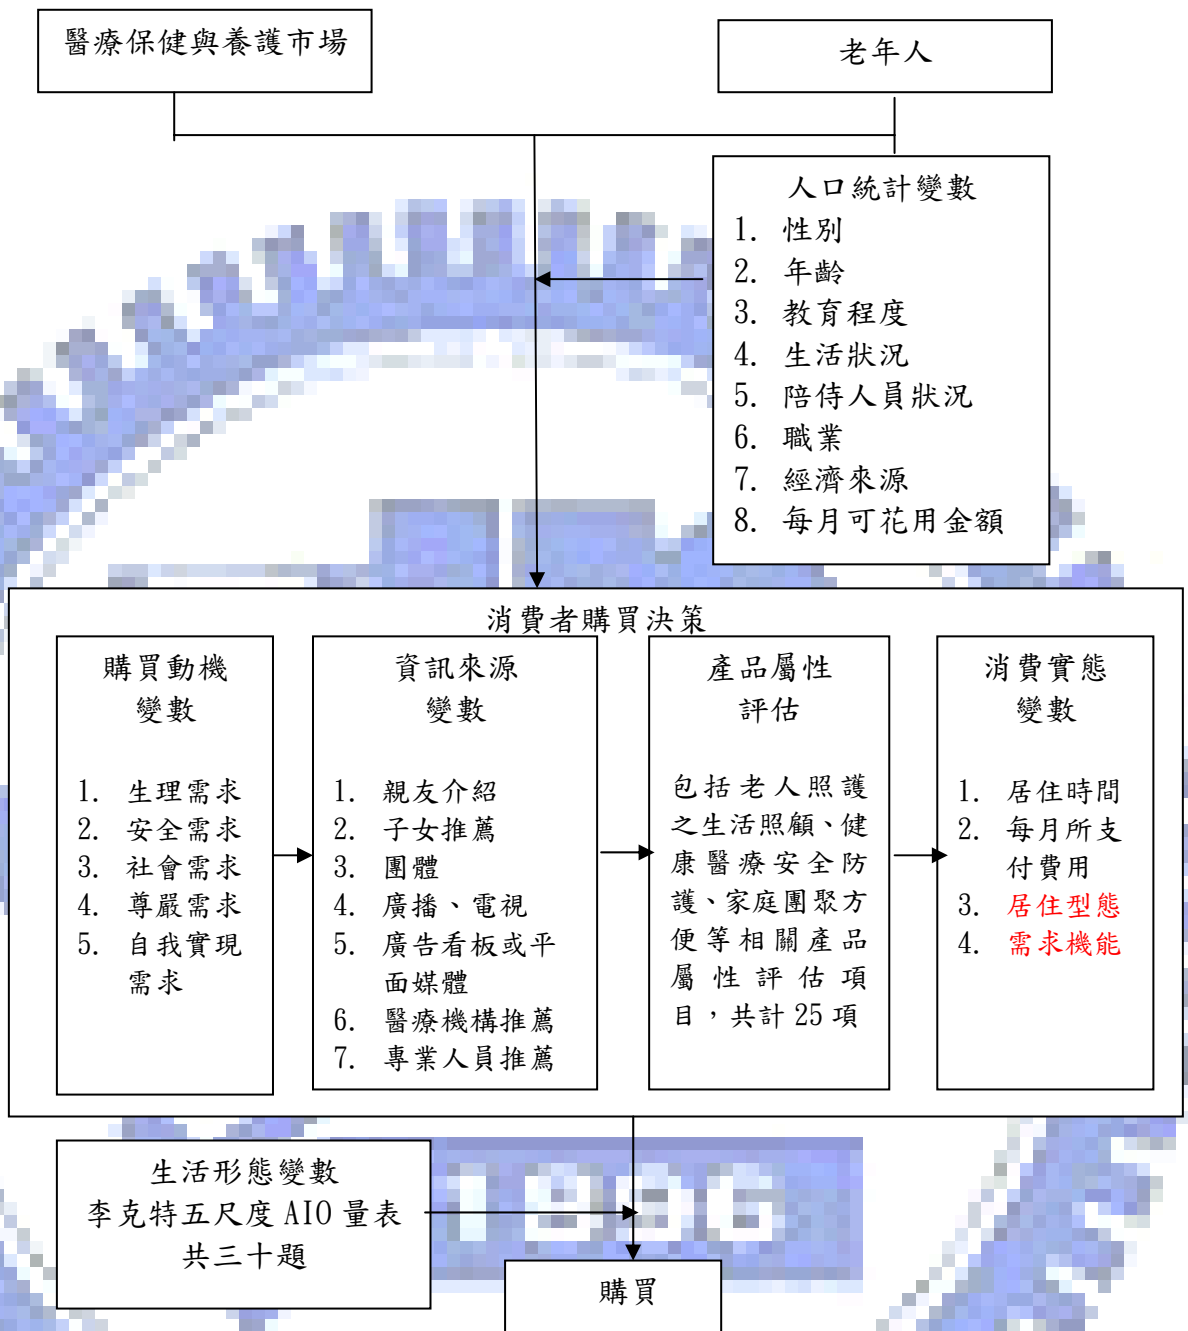 醫療保健與養護市場
老年人
人口統計變數
1. 性別
2. 年齡
3. 教育程度
4. 生活狀況
5. 陪侍人員狀況
6. 職業
7. 經濟來源
8. 每月可花用金額
消費者購買決策
購買動機
變數
1. 生理需求
2. 安全需求
3. 社會需求
4. 尊嚴需求
5. 自我實現
需求
資訊來源
變數
1. 親友介紹
2. 子女推薦
3. 團體
4. 廣播、電視
5. 廣告看板或平
面媒體
6. 醫療機構推薦
7. 專業人員推薦
產品屬性
評估
包括老人照護
之生活照顧、健
康醫療安全防
護、家庭團聚方
便等相關產品
屬性評估項
目，共計 25 項
消費實態
變數
1. 居住時間
2. 每月所支
付費用
3. 居住型態
4. 需求機能
生活形態變數
李克特五尺度 AIO 量表
共三十題
1996
購買